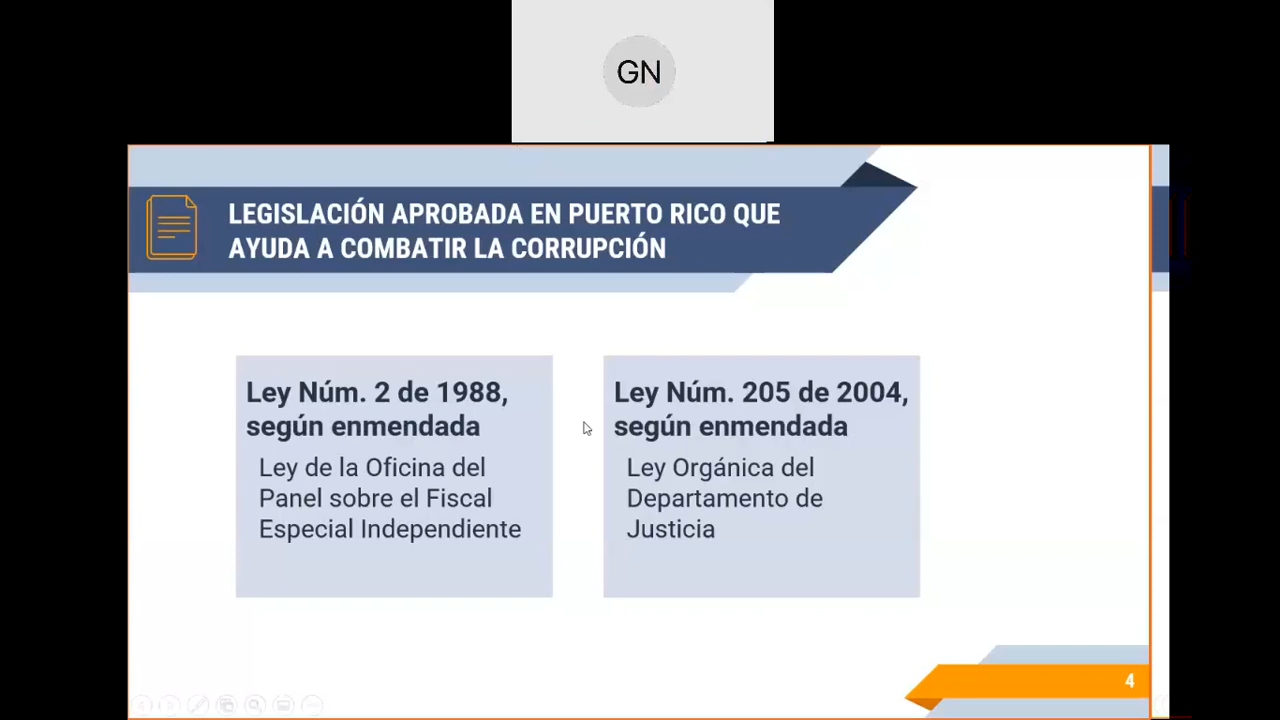 GN
LEGISLACIÓN APROBADA EN PUERTO RICO QUE
AYUDA A COMBATIR LA CORRUPCIÓN
Ley Núm. 2 de 1988,
según enmendada
Ley de la Oficina del
Panel sobre el Fiscal
Especial Independiente
Ley Núm. 205 de 2004,
según enmendada
Ley Orgánica del
Departamento de
Justicia
4